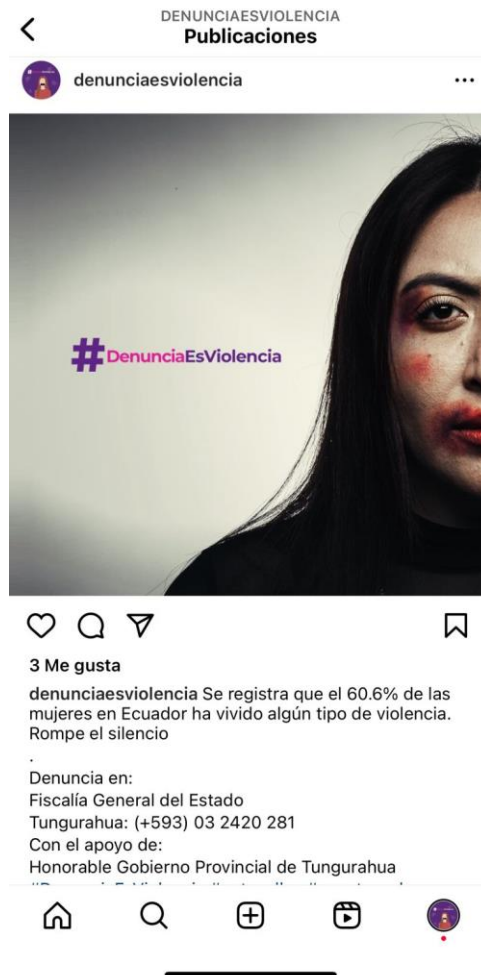 DENUNCIAESVIOLENCIA
Publicaciones
denunciaesviolencia
#DenunciaEsViolencia
3 Me gusta
denunciaesviolencia Se registra que el 60.6% de las
mujeres en Ecuador ha vivido algún tipo de violencia.
Rompe el silencio
.
Denuncia en:
Fiscalía General del Estado
Tungurahua: (+593) 03 2420 281
Con el apoyo de:
Honorable Gobierno Provincial de Tungurahua